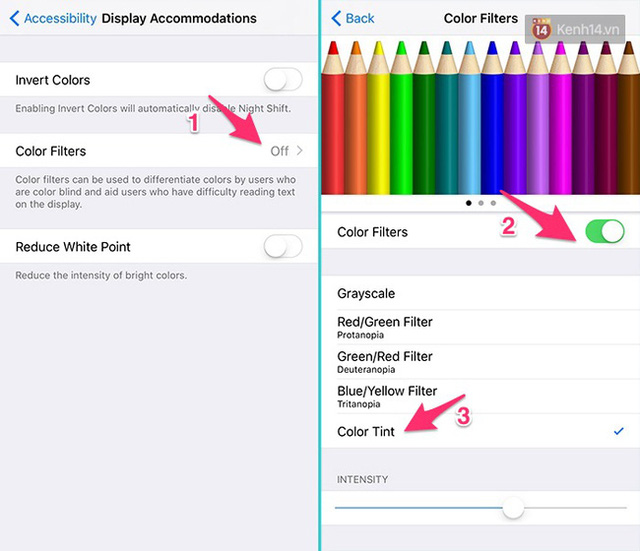 Accessibility Display Accommodations
Invert Colors
Enabling Invert Colors will automatically disable Night Shift.
1
Color Filters Off
Color filters can be used to differentiate colors by users who
are color blind and aid users who have difficulty reading text
on the display.
Reduce White Point
Reduce the intensity of bright colors.
Back Color Filters
14 Kenh14.vn
2
Color Filters
Grayscale
Red/Green Filter
Protanopia
Green/Red Filter
Deuteranopia
Blue/Yellow Filter
Tritanopia
3
Color Tint
INTENSITY